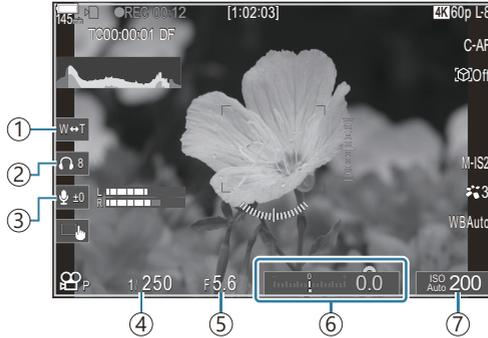 145min ●REC 00:12 [1:02:03] 4K 60p L-8
TC00:00:01 DF
C-AF
Off
① W↔T
② 8
③ ±0 L R
M-IS2
3
WBAuto
P 1/250 F5.6 0 0.0 ISO Auto 200
④ ⑤ ⑥ ⑦